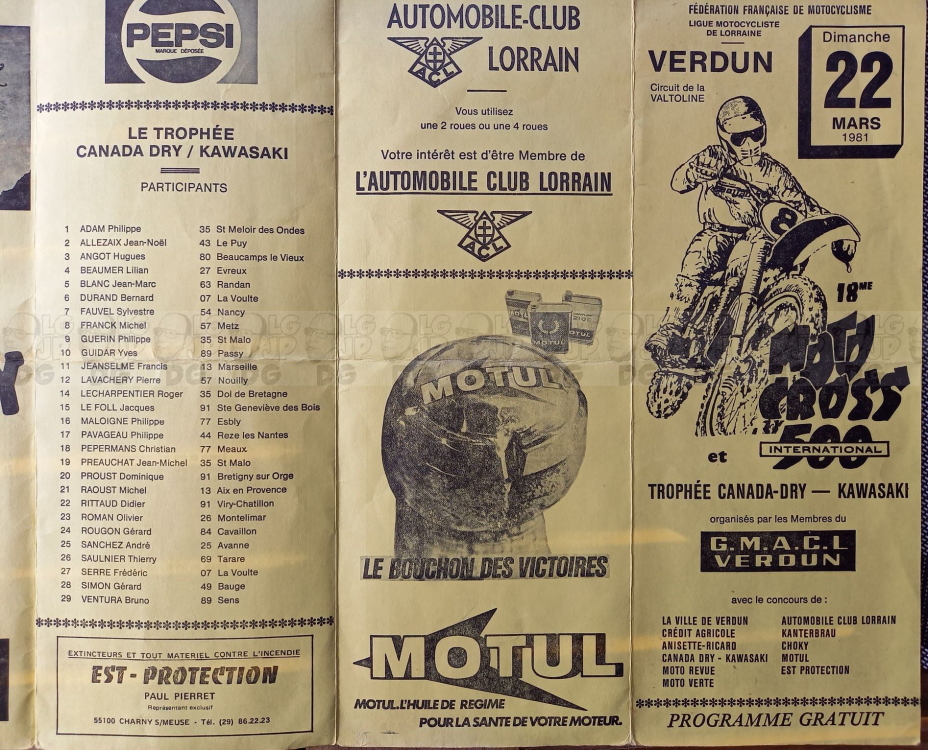 PEPSI
MARQUE DÉPOSÉE
LE TROPHÉE
CANADA DRY / KAWASAKI
PARTICIPANTS
1 ADAM Philippe 35 St Meloir des Ondes
2 ALLEZAIX Jean-Noël 43 Le Puy
3 ANGOT Hugues 80 Beaucamps le Vieux
4 BEAUMER Lilian 27 Evreux
5 BLANC Jean-Marc 63 Randan
6 DURAND Bernard 07 La Voulte
7 FAUVEL Sylvestre 54 Nancy
8 FRANCK Michel 57 Metz
9 GUERIN Philippe 35 St Malo
10 GUIDAR Yves 89 Passy
11 JEANSELME Francis 13 Marseille
12 LAVACHERY Pierre 57 Nouilly
14 LECHARPENTIER Roger 35 Dol de Bretagne
15 LE FOLL Jacques 91 Ste Geneviève des Bois
16 MALOIGNE Philippe 77 Esbly
17 PAVAGEAU Philippe 44 Reze les Nantes
18 PEPERMANS Christian 77 Meaux
19 PREAUCHAT Jean-Michel 35 St Malo
20 PROUST Dominique 91 Bretigny sur Orge
21 RAOUST Michel 13 Aix en Provence
22 RITTAUD Didier 91 Viry-Chatillon
23 ROMAN Olivier 26 Montelimar
24 ROUGON Gérard 84 Cavaillon
25 SANCHEZ André 25 Avanne
26 SAULNIER Thierry 69 Tarare
27 SERRE Frédéric 07 La Voulte
28 SIMON Gérard 49 Bauge
29 VENTURA Bruno 89 Sens
EXTINCTEURS ET TOUT MATERIEL CONTRE L'INCENDIE
EST-PROTECTION
PAUL PIERRET
Représentant exclusif
55100 CHARNY S/MEUSE - Tél. (29) 86.22.23
AUTOMOBILE-CLUB
ACL
LORRAIN
Vous utilisez
une 2 roues ou une 4 roues
Votre intérêt est d'être Membre de
L'AUTOMOBILE CLUB LORRAIN
ACL
MOTUL
MOTUL
MOTUL
LE BOUCHON DES VICTOIRES
MOTUL
MOTUL.L'HUILE DE REGIME
POUR LA SANTE DE VOTRE MOTEUR.
FÉDÉRATION FRANÇAISE DE MOTOCYCLISME
LIGUE MOTOCYCLISTE
DE LORRAINE
VERDUN
Circuit de la
VALTOLINE
Dimanche
22
MARS
1981
8
18ME
MOTO
CROSS
500
INTERNATIONAL
et
TROPHÉE CANADA-DRY — KAWASAKI
organisés par les Membres du
G.M.A.C.L
VERDUN
avec le concours de :
LA VILLE DE VERDUN
CRÉDIT AGRICOLE
ANISETTE-RICARD
CANADA DRY - KAWASAKI
MOTO REVUE
MOTO VERTE
AUTOMOBILE CLUB LORRAIN
KANTERBRAU
CHOKY
MOTUL
EST PROTECTION
PROGRAMME GRATUIT